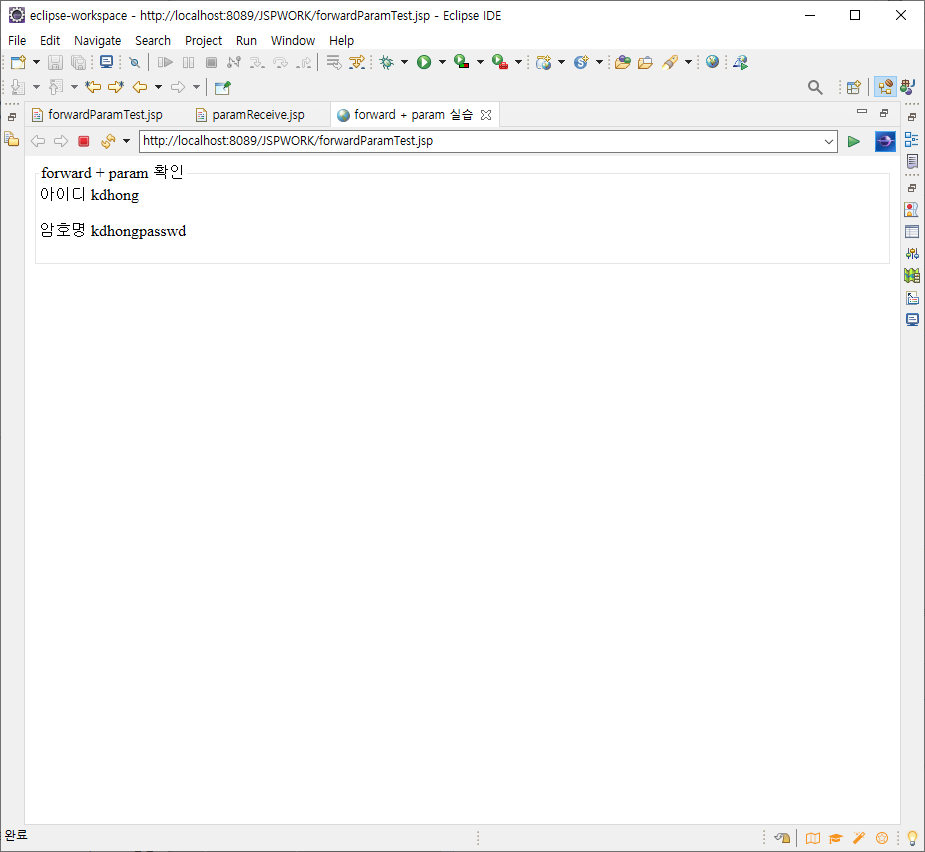 eclipse-workspace - http://localhost:8089/JSPWORK/forwardParamTest.jsp - Eclipse IDE
File Edit Navigate Search Project Run Window Help
forwardParamTest.jsp paramReceive.jsp forward + param 실습
http://localhost:8089/JSPWORK/forwardParamTest.jsp
forward + param 확인
아이디 kdhong
암호명 kdhongpasswd
완료